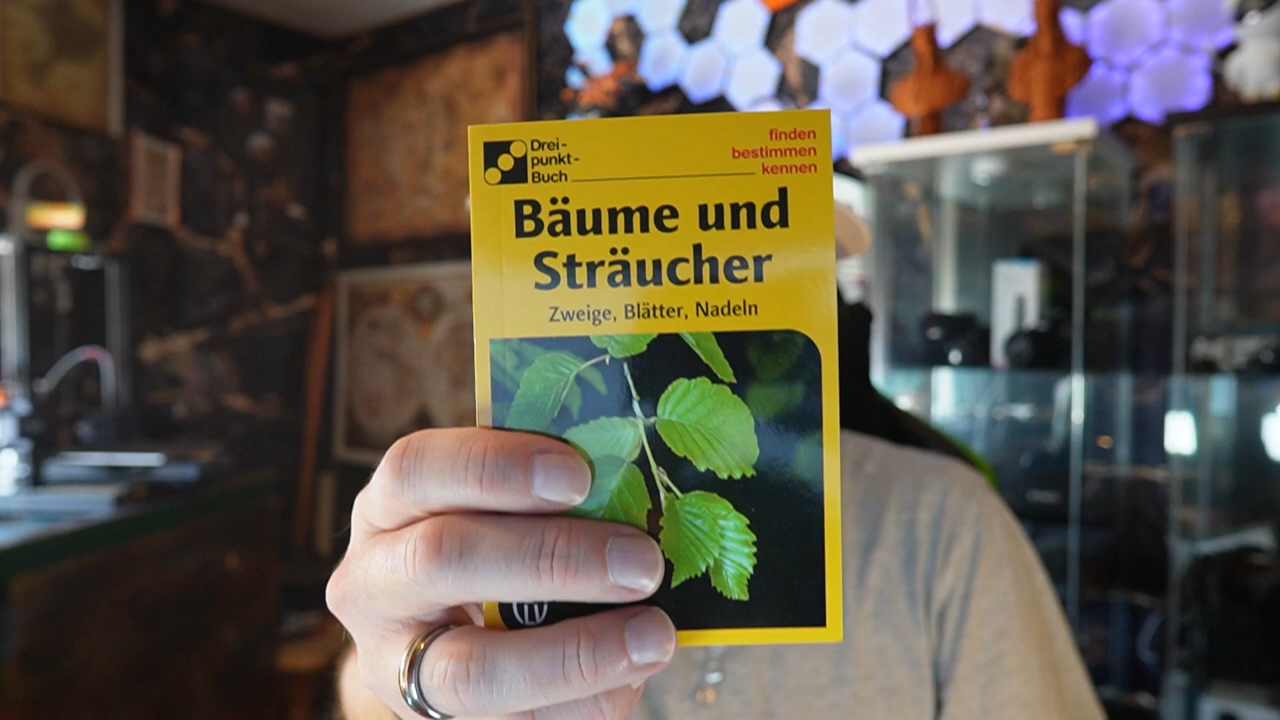 Drei-
punkt-
Buch
finden
bestimmen
kennen
Bäume und
Sträucher
Zweige, Blätter, Nadeln